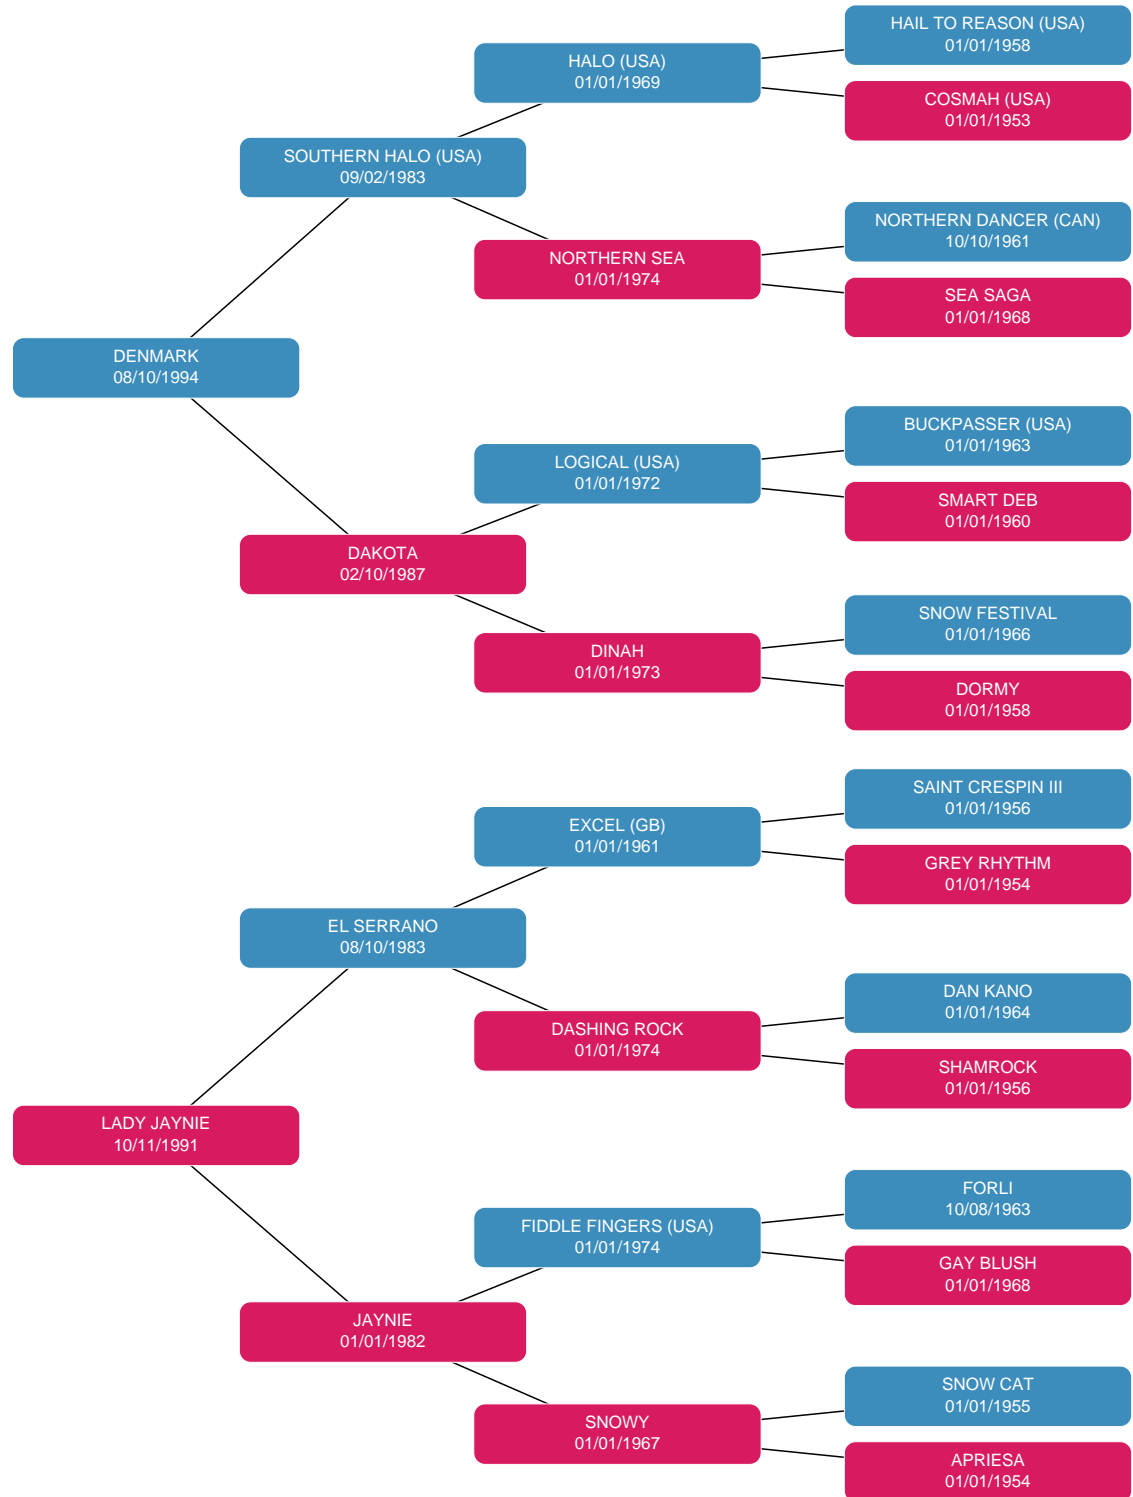 HAIL TO REASON (USA)
01/01/1958
HALO (USA)
01/01/1969
COSMAH (USA)
01/01/1953
SOUTHERN HALO (USA)
09/02/1983
NORTHERN DANCER (CAN)
10/10/1961
NORTHERN SEA
01/01/1974
SEA SAGA
01/01/1968
DENMARK
08/10/1994
BUCKPASSER (USA)
01/01/1963
LOGICAL (USA)
01/01/1972
SMART DEB
01/01/1960
DAKOTA
02/10/1987
SNOW FESTIVAL
01/01/1966
DINAH
01/01/1973
DORMY
01/01/1958
SAINT CRESPIN III
01/01/1956
EXCEL (GB)
01/01/1961
GREY RHYTHM
01/01/1954
EL SERRANO
08/10/1983
DAN KANO
01/01/1964
DASHING ROCK
01/01/1974
SHAMROCK
01/01/1956
LADY JAYNIE
10/11/1991
FORLI
10/08/1963
FIDDLE FINGERS (USA)
01/01/1974
GAY BLUSH
01/01/1968
JAYNIE
01/01/1982
SNOW CAT
01/01/1955
SNOWY
01/01/1967
APRIESA
01/01/1954